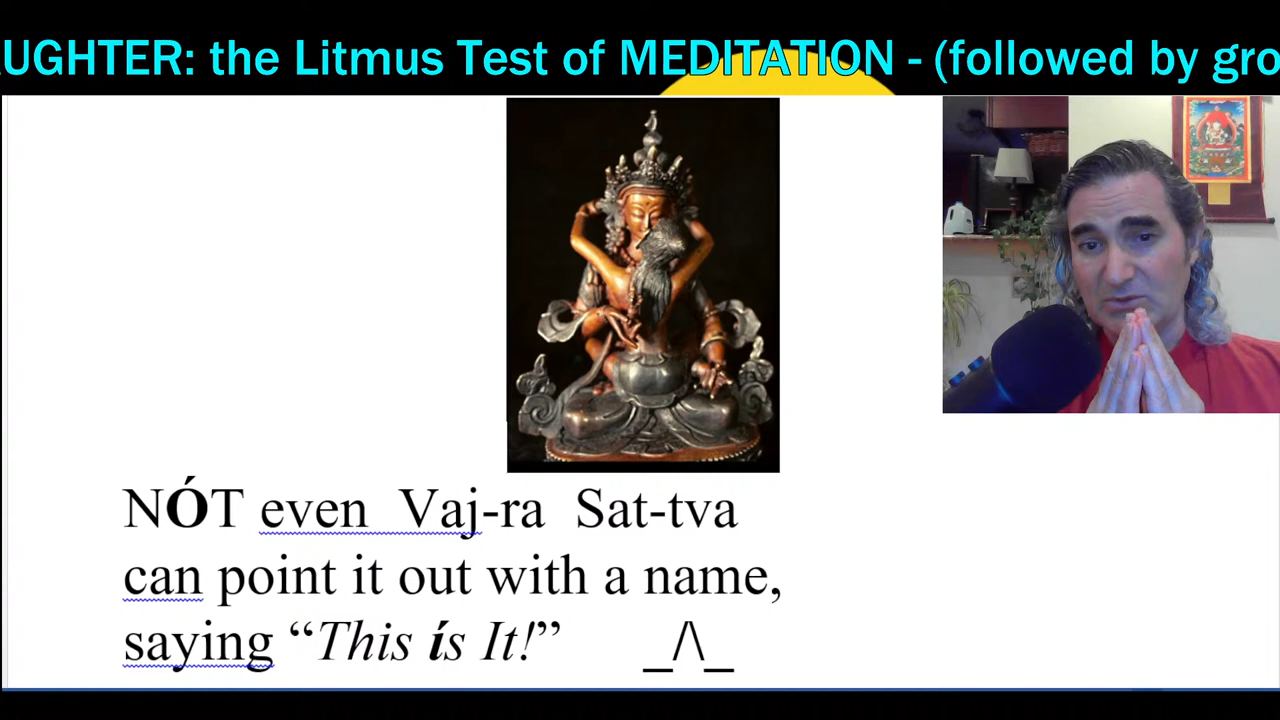 UGHTER: the Litmus Test of MEDITATION - (followed by gro
NÓT even Vaj-ra Sat-tva
can point it out with a name,
saying “This ís It!” _/\_